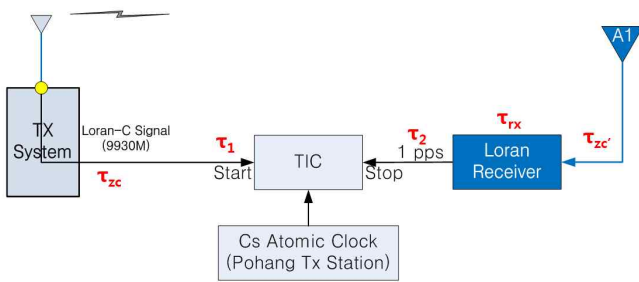 A1
TX
System
Loran-C Signal
(9930M)
τzc
τ1
Start
TIC
τ2
1 pps
Stop
τrx
Loran
Receiver
τzc'
Cs Atomic Clock
(Pohang Tx Station)